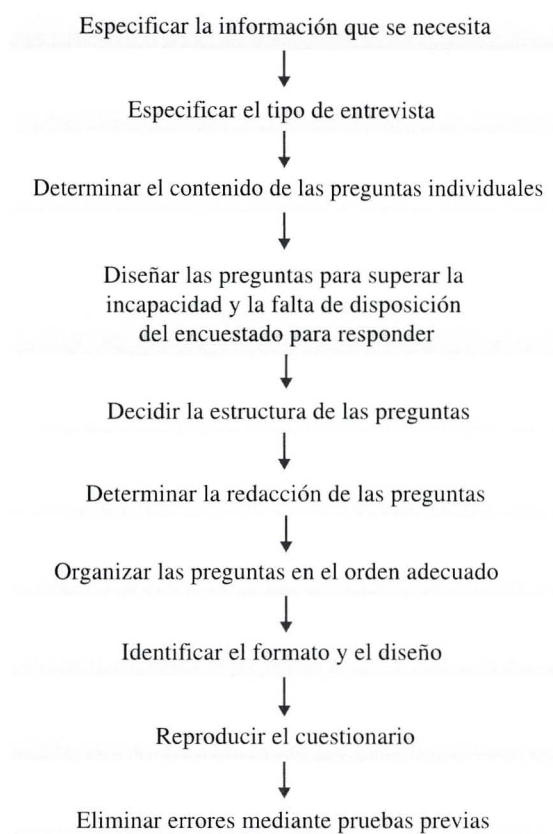 Especificar la información que se necesita
Especificar el tipo de entrevista
Determinar el contenido de las preguntas individuales
Diseñar las preguntas para superar la
incapacidad y la falta de disposición
del encuestado para responder
Decidir la estructura de las preguntas
Determinar la redacción de las preguntas
Organizar las preguntas en el orden adecuado
Identificar el formato y el diseño
Reproducir el cuestionario
Eliminar errores mediante pruebas previas